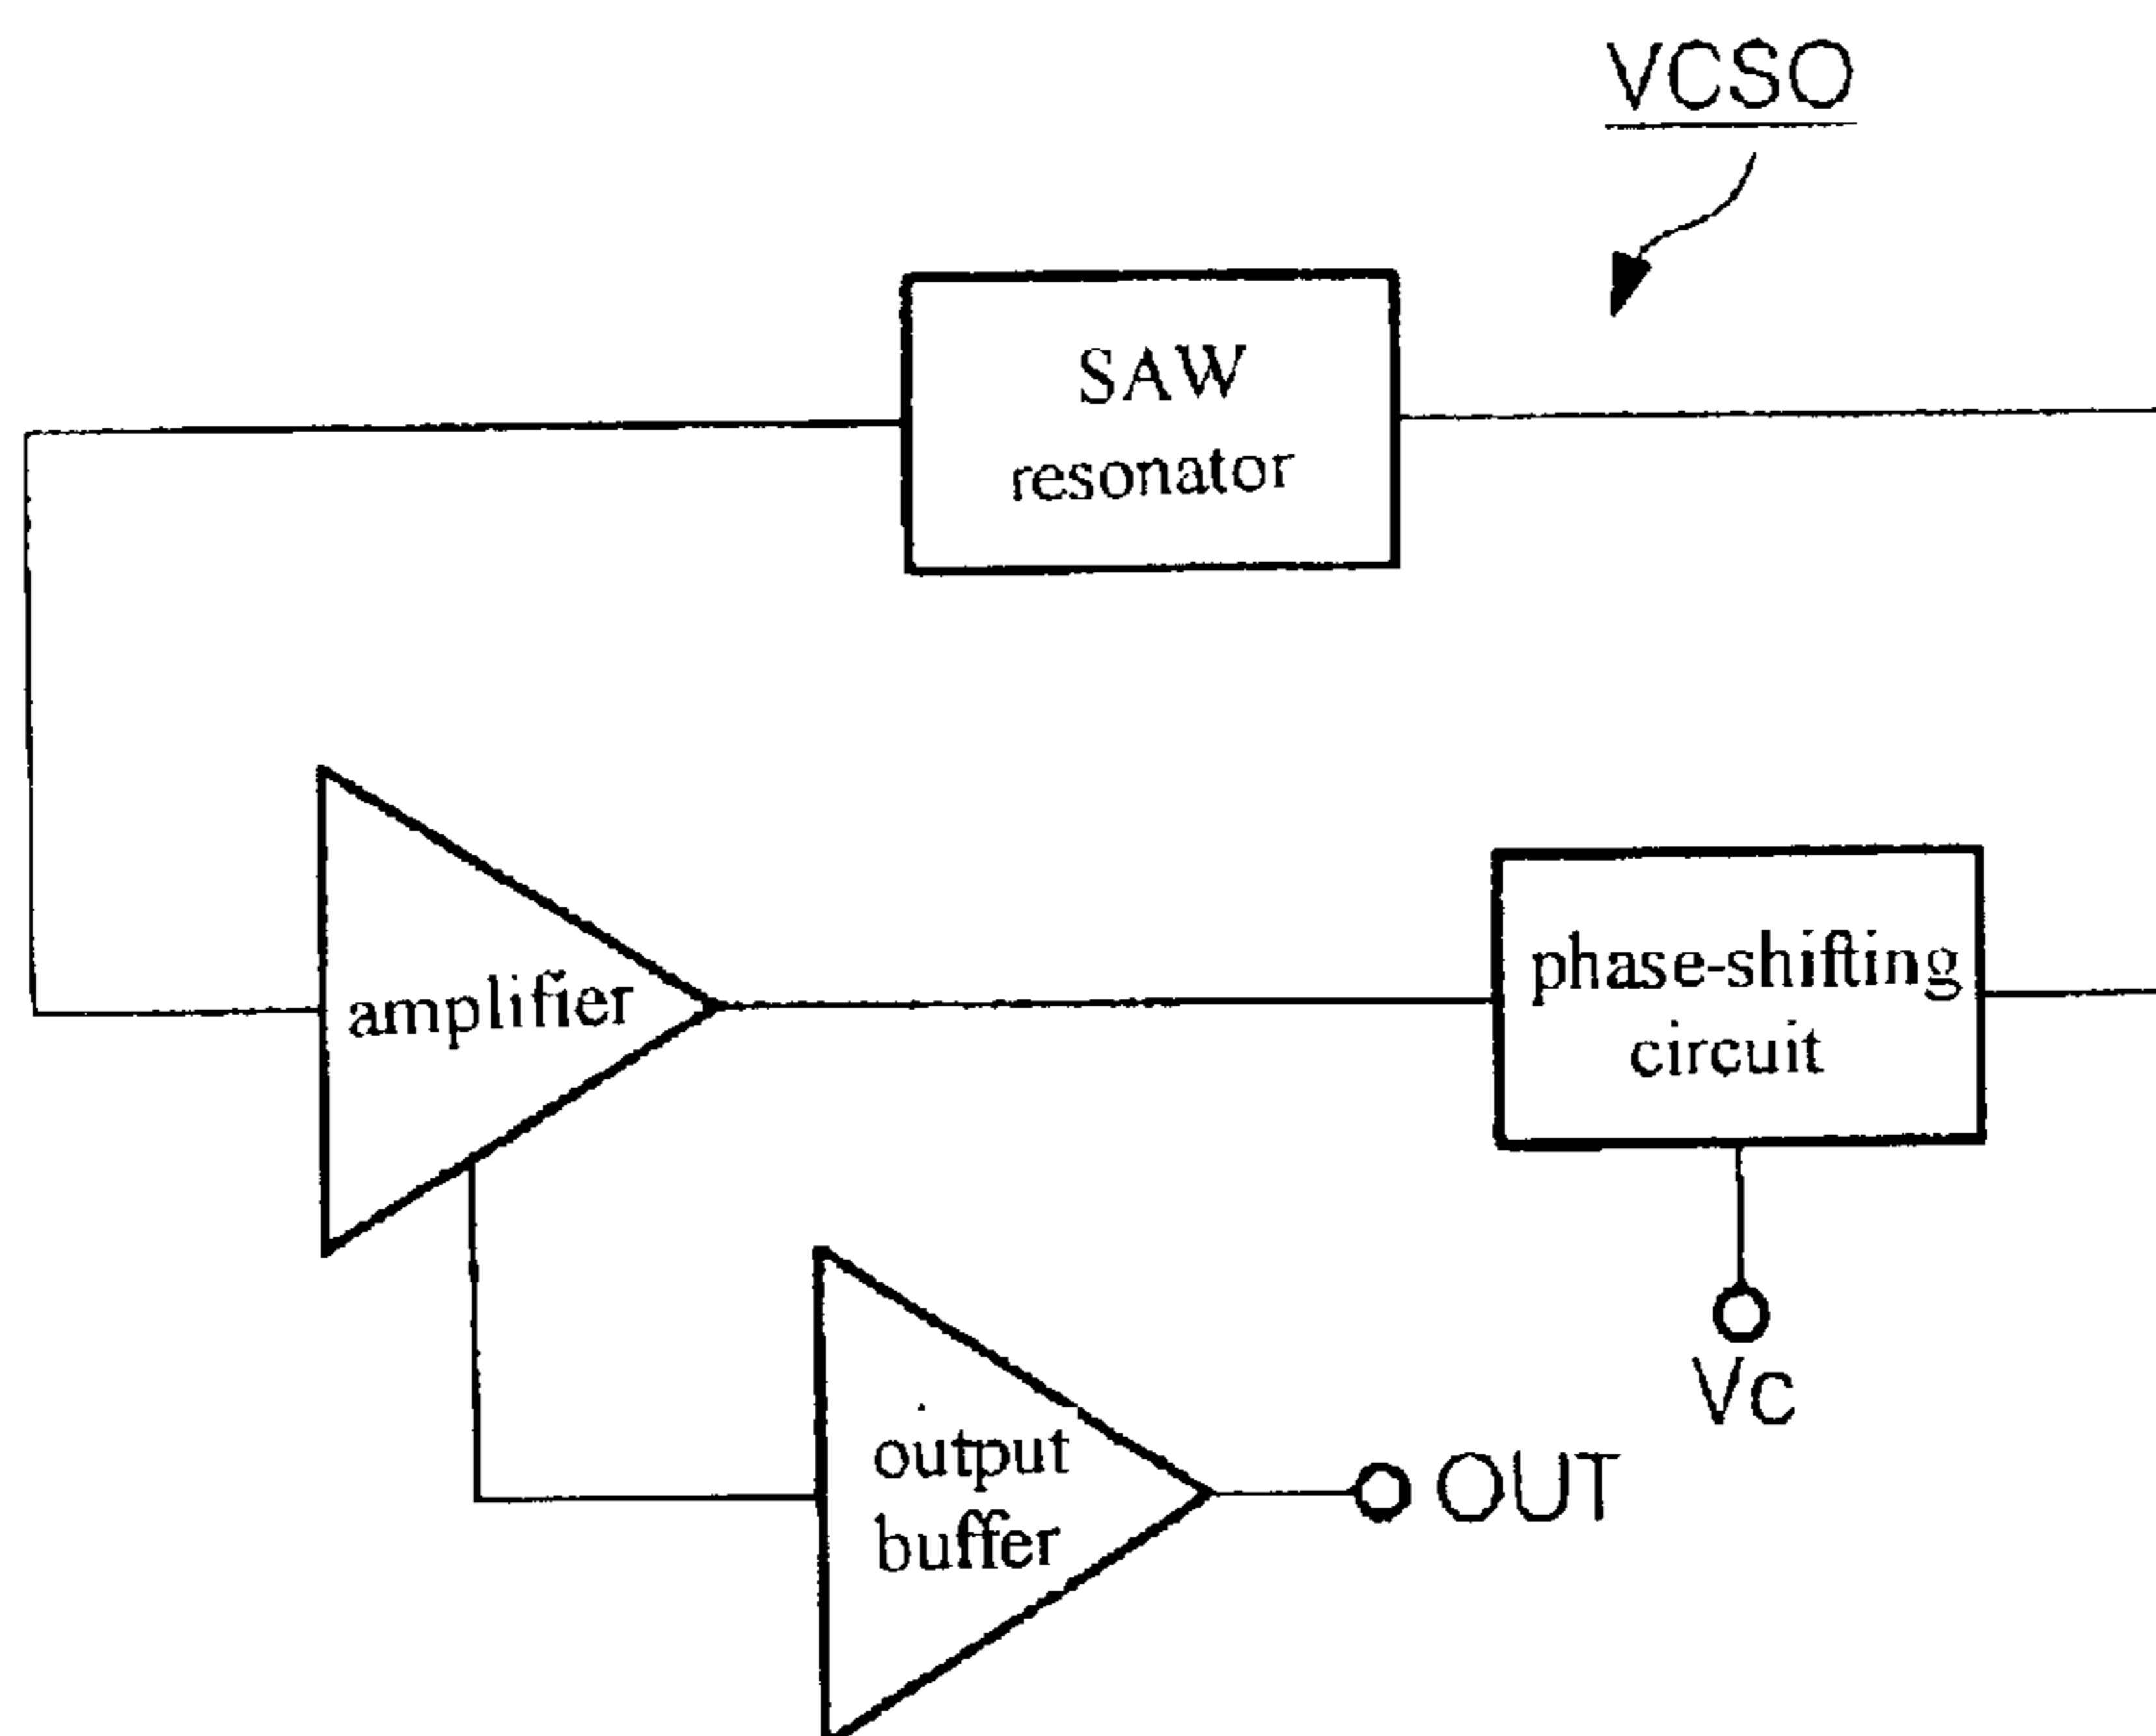 VCSO
SAW
resonator
amplifier
phase-shifting
circuit
Vc
output
buffer
OUT